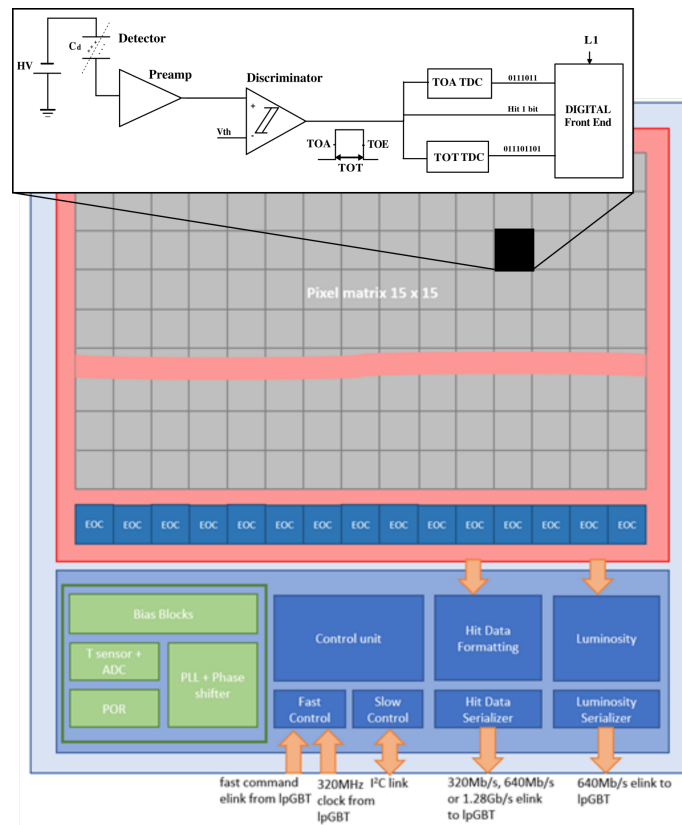 L1
Detector
Cd
HV
Preamp
Discriminator
TOA TDC
0111011
Hit 1 bit
DIGITAL
Front End
+
-
Vth
TOA
TOE
TOT
TOT TDC
011101101
Pixel matrix 15 x 15
EOC EOC EOC EOC EOC EOC EOC EOC EOC EOC EOC EOC EOC EOC EOC
Bias Blocks
T sensor +
ADC
PLL + Phase
shifter
POR
Control unit
Hit Data
Formatting
Luminosity
Fast
Control
Slow
Control
Hit Data
Serializer
Luminosity
Serializer
fast command
elink from lpGBT
320MHz
clock from
lpGBT
I²C link
320Mb/s, 640Mb/s
or 1.28Gb/s elink
to lpGBT
640Mb/s elink to
lpGBT